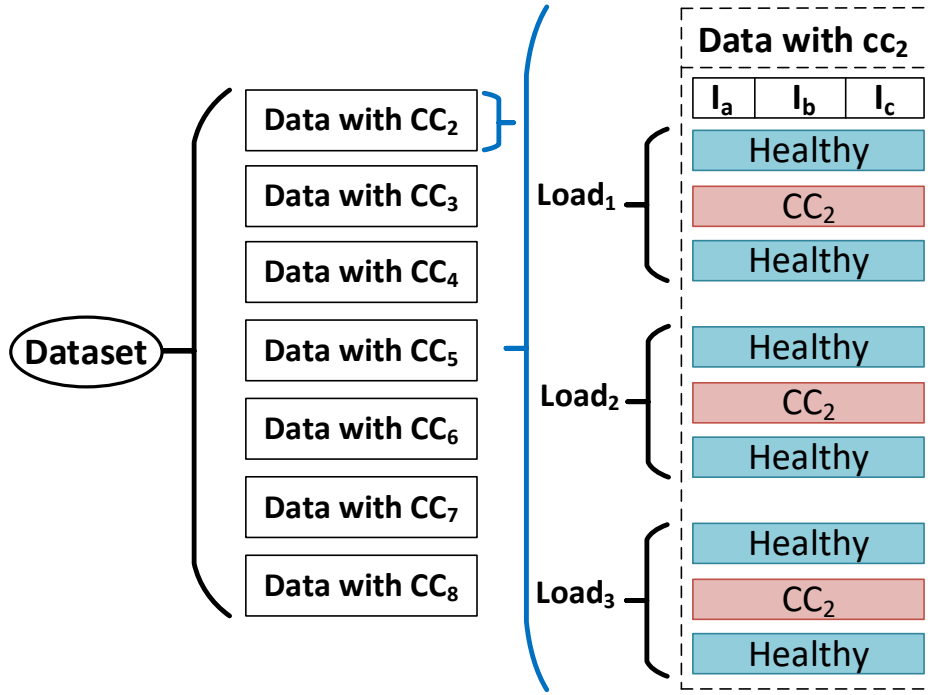 Dataset
Data with CC₂
Data with CC₃
Data with CC₄
Data with CC₅
Data with CC₆
Data with CC₇
Data with CC₈
Data with cc₂
Iₐ I_b I_c
Load₁
Healthy
CC₂
Healthy
Load₂
Healthy
CC₂
Healthy
Load₃
Healthy
CC₂
Healthy